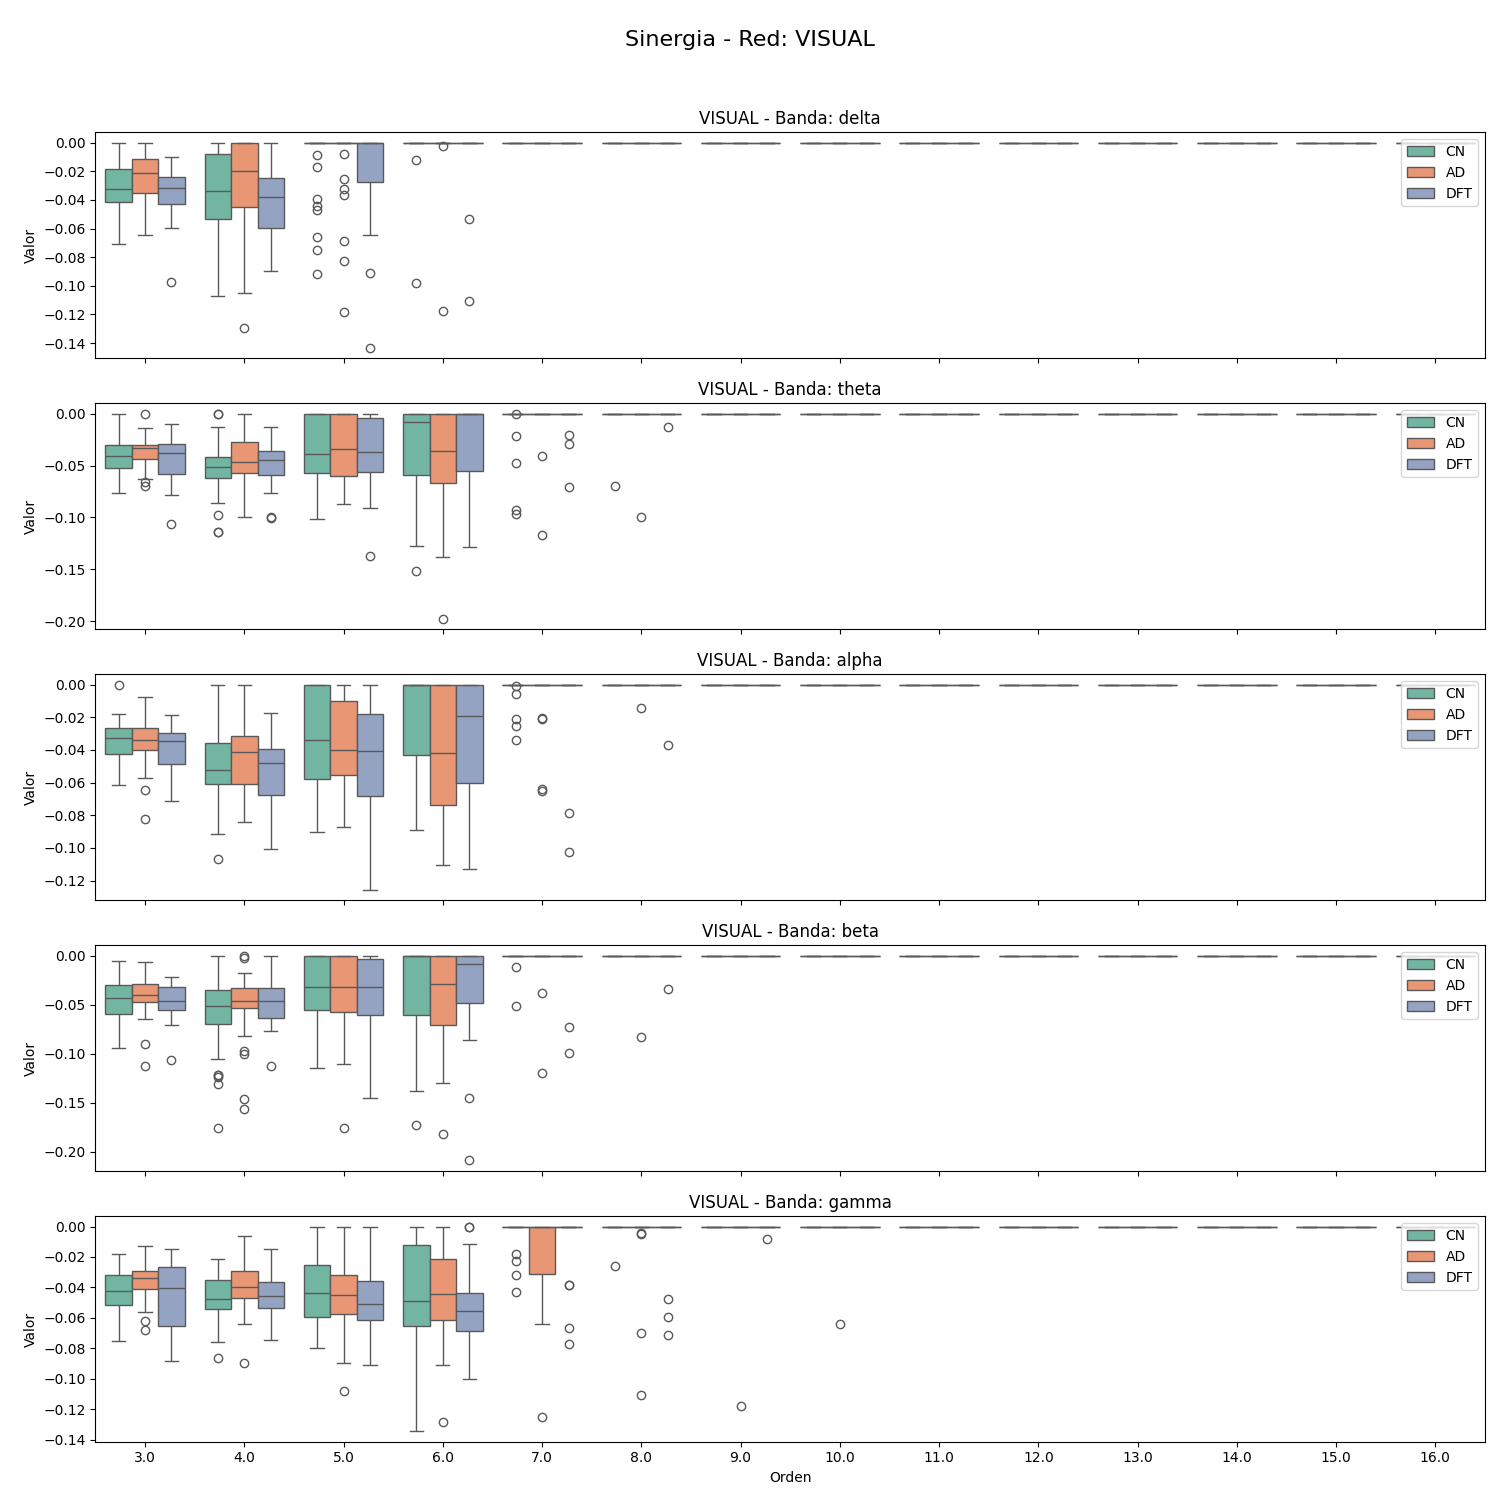 Sinergia - Red: VISUAL
VISUAL - Banda: delta
0.00
−0.02
−0.04
−0.06
−0.08
−0.10
−0.12
−0.14
Valor
CN
AD
DFT
VISUAL - Banda: theta
0.00
−0.05
−0.10
−0.15
−0.20
Valor
CN
AD
DFT
VISUAL - Banda: alpha
0.00
−0.02
−0.04
−0.06
−0.08
−0.10
−0.12
Valor
CN
AD
DFT
VISUAL - Banda: beta
0.00
−0.05
−0.10
−0.15
−0.20
Valor
CN
AD
DFT
VISUAL - Banda: gamma
0.00
−0.02
−0.04
−0.06
−0.08
−0.10
−0.12
−0.14
Valor
CN
AD
DFT
3.0 4.0 5.0 6.0 7.0 8.0 9.0 10.0 11.0 12.0 13.0 14.0 15.0 16.0
Orden